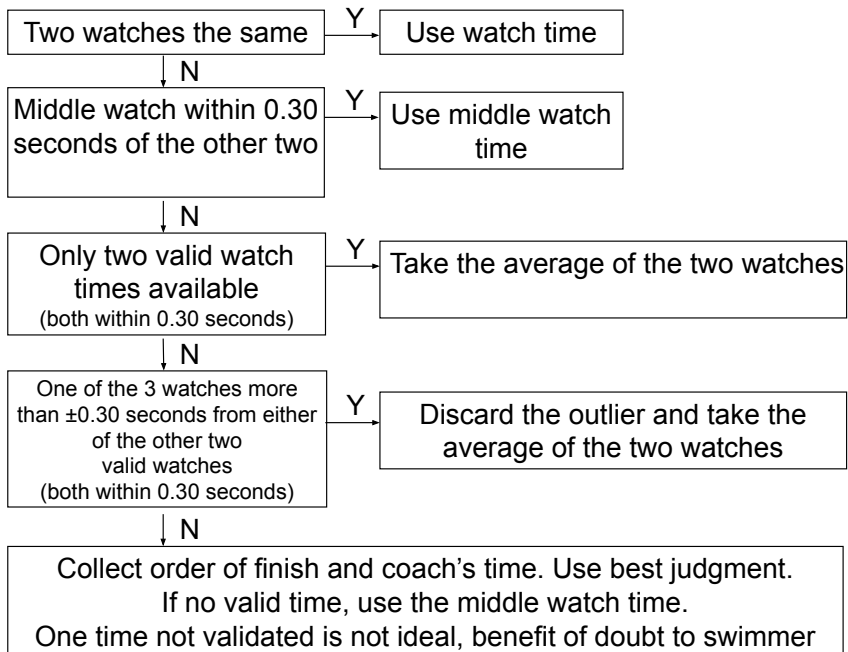 Two watches the same
Y
Use watch time
N
Middle watch within 0.30
seconds of the other two
Y
Use middle watch
time
N
Only two valid watch
times available
(both within 0.30 seconds)
Y
Take the average of the two watches
N
One of the 3 watches more
than ±0.30 seconds from either
of the other two
valid watches
(both within 0.30 seconds)
Y
Discard the outlier and take the
average of the two watches
N
Collect order of finish and coach's time. Use best judgment.
If no valid time, use the middle watch time.
One time not validated is not ideal, benefit of doubt to swimmer